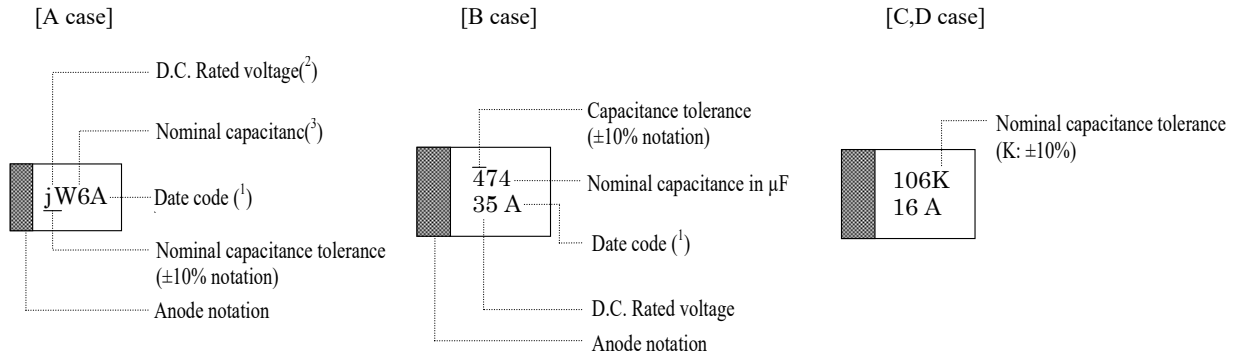 [A case]
D.C. Rated voltage(²)
Nominal capacitanc(³)
jW6A
Date code (¹)
Nominal capacitance tolerance
(±10% notation)
Anode notation
[B case]
Capacitance tolerance
(±10% notation)
474
Nominal capacitance in µF
35 A
Date code (¹)
D.C. Rated voltage
Anode notation
[C,D case]
Nominal capacitance tolerance
(K: ±10%)
106K
16 A